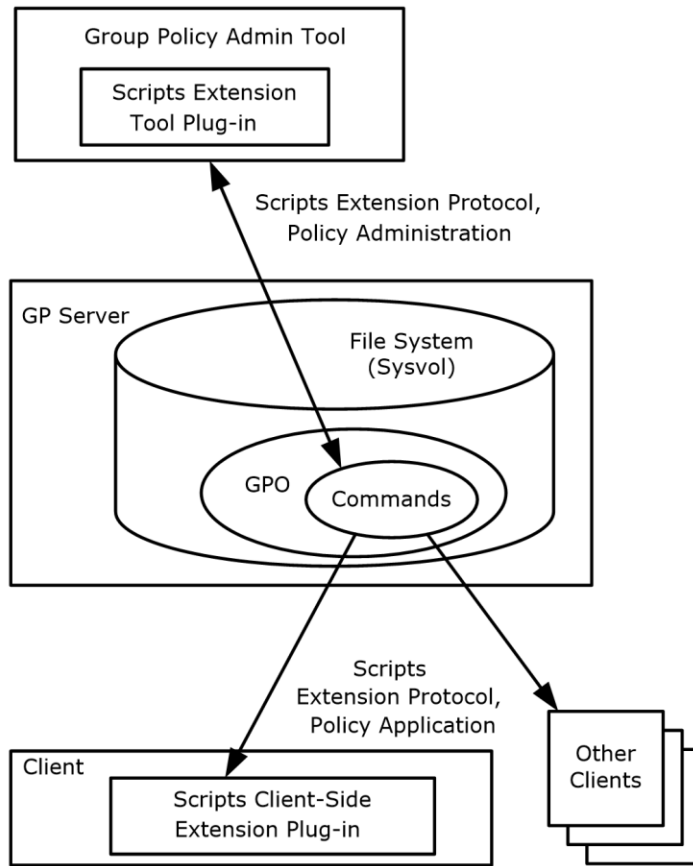 Group Policy Admin Tool
Scripts Extension
Tool Plug-in
Scripts Extension Protocol,
Policy Administration
GP Server
File System
(Sysvol)
GPO
Commands
Scripts
Extension Protocol,
Policy Application
Client
Scripts Client-Side
Extension Plug-in
Other
Clients